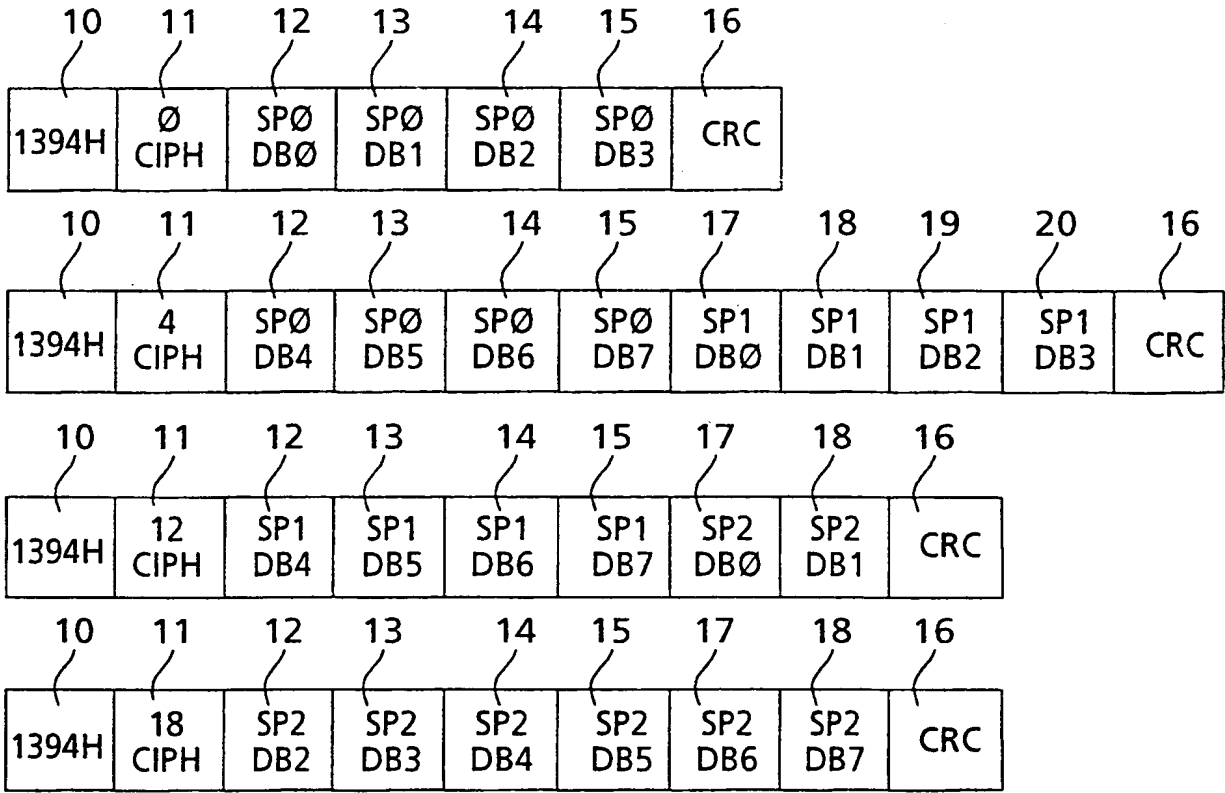 10 11 12 13 14 15 16
1394H Ø CIPH SPØ DBØ SPØ DB1 SPØ DB2 SPØ DB3 CRC
10 11 12 13 14 15 17 18 19 20 16
1394H 4 CIPH SPØ DB4 SPØ DB5 SPØ DB6 SPØ DB7 SP1 DBØ SP1 DB1 SP1 DB2 SP1 DB3 CRC
10 11 12 13 14 15 17 18 16
1394H 12 CIPH SP1 DB4 SP1 DB5 SP1 DB6 SP1 DB7 SP2 DBØ SP2 DB1 CRC
10 11 12 13 14 15 17 18 16
1394H 18 CIPH SP2 DB2 SP2 DB3 SP2 DB4 SP2 DB5 SP2 DB6 SP2 DB7 CRC